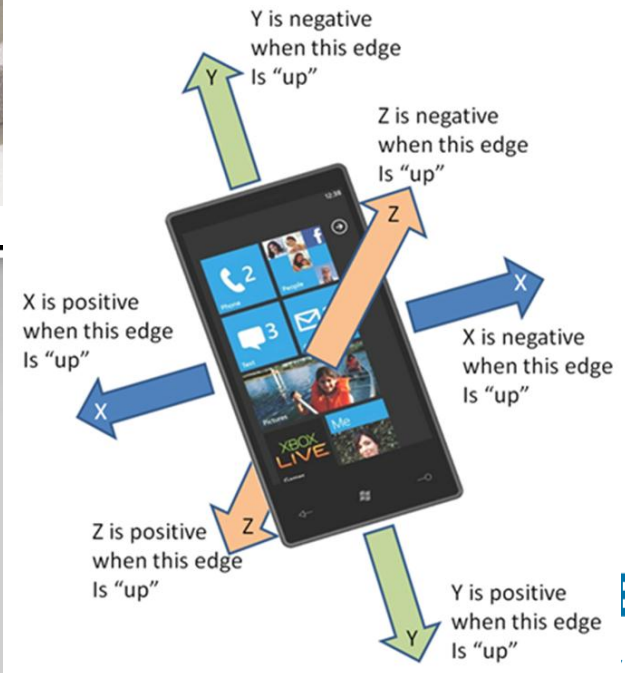 Y is negative
when this edge
Is “up”
Y
Z is negative
when this edge
Is “up”
Z
12:38
2
f
Phone
People
X
X is positive
when this edge
Is “up”
X is negative
when this edge
Is “up”
3
Text
X
Pictures
Me
XBOX
LIVE
Games
Z is positive
when this edge
Is “up”
Z
Y is positive
when this edge
Is “up”
Y